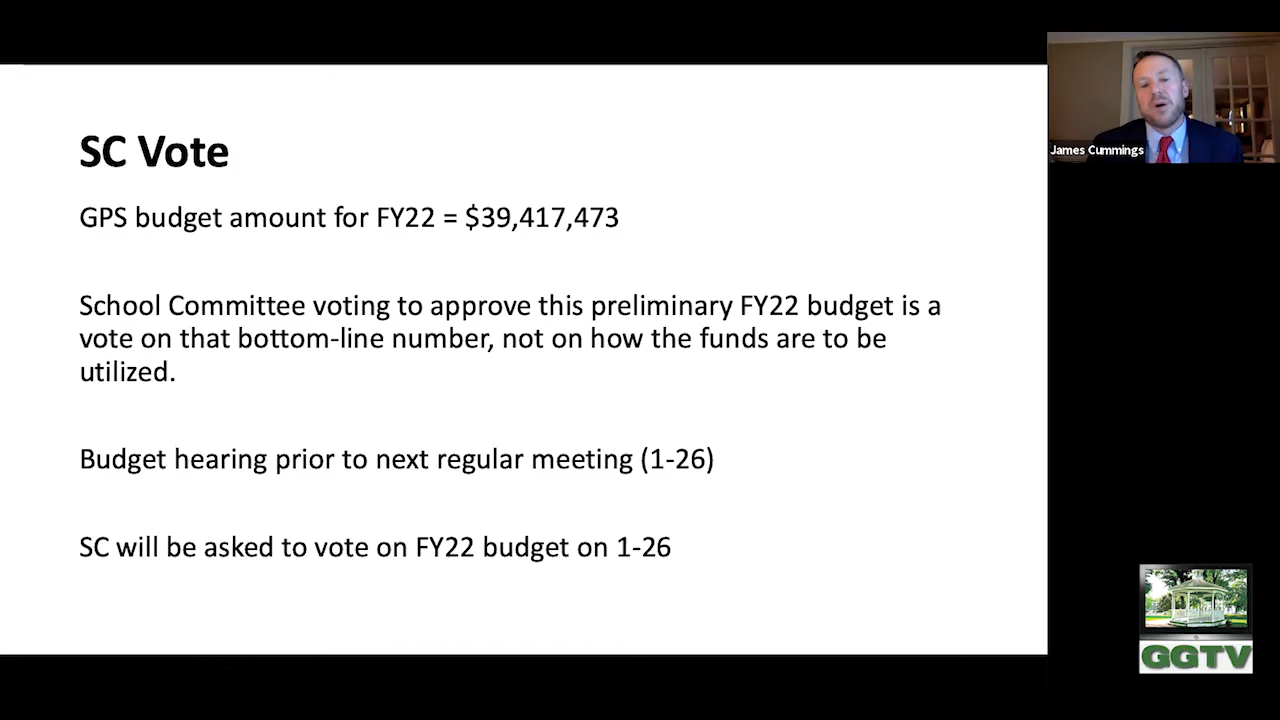 SC Vote
GPS budget amount for FY22 = $39,417,473
School Committee voting to approve this preliminary FY22 budget is a
vote on that bottom-line number, not on how the funds are to be
utilized.
Budget hearing prior to next regular meeting (1-26)
SC will be asked to vote on FY22 budget on 1-26
James Cummings
GGTV